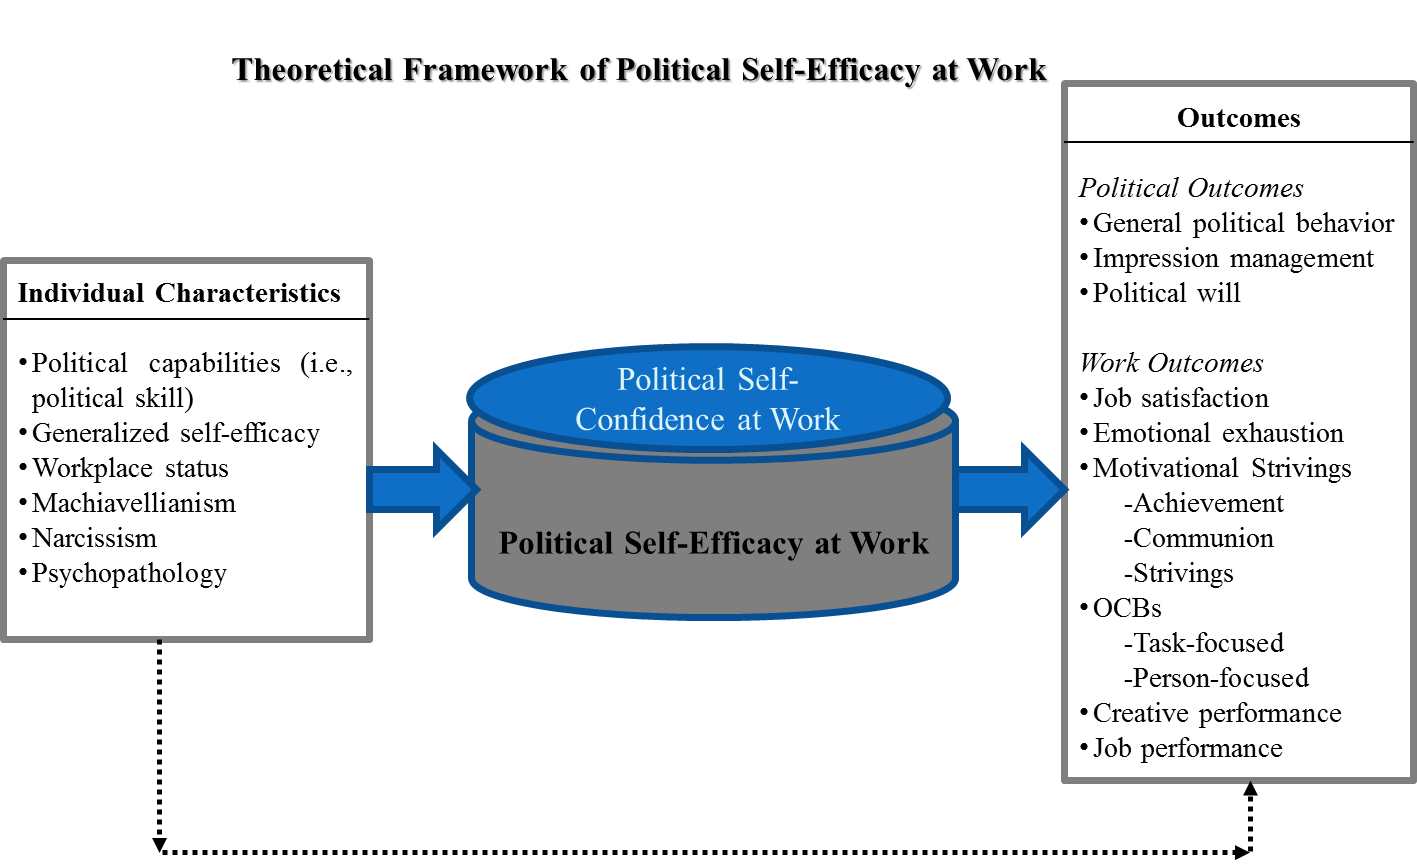 Theoretical Framework of Political Self-Efficacy at Work
Individual Characteristics
•Political capabilities (i.e.,
political skill)
•Generalized self-efficacy
•Workplace status
•Machiavellianism
•Narcissism
•Psychopathology
Political Self-
Confidence at Work
Political Self-Efficacy at Work
Outcomes
Political Outcomes
•General political behavior
•Impression management
•Political will
Work Outcomes
•Job satisfaction
•Emotional exhaustion
•Motivational Strivings
-Achievement
-Communion
-Strivings
•OCBs
-Task-focused
-Person-focused
•Creative performance
•Job performance